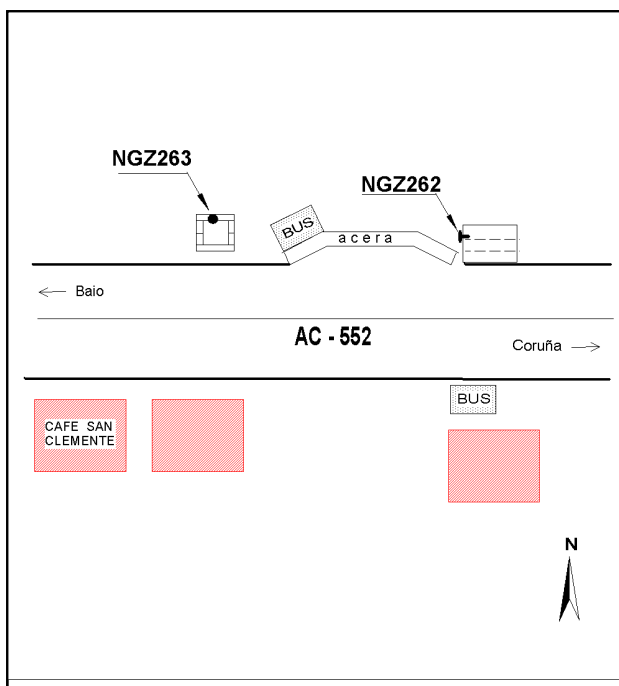 NGZ263
NGZ262
BUS
acera
← Baio
AC - 552
Coruña →
BUS
CAFE SAN
CLEMENTE
N